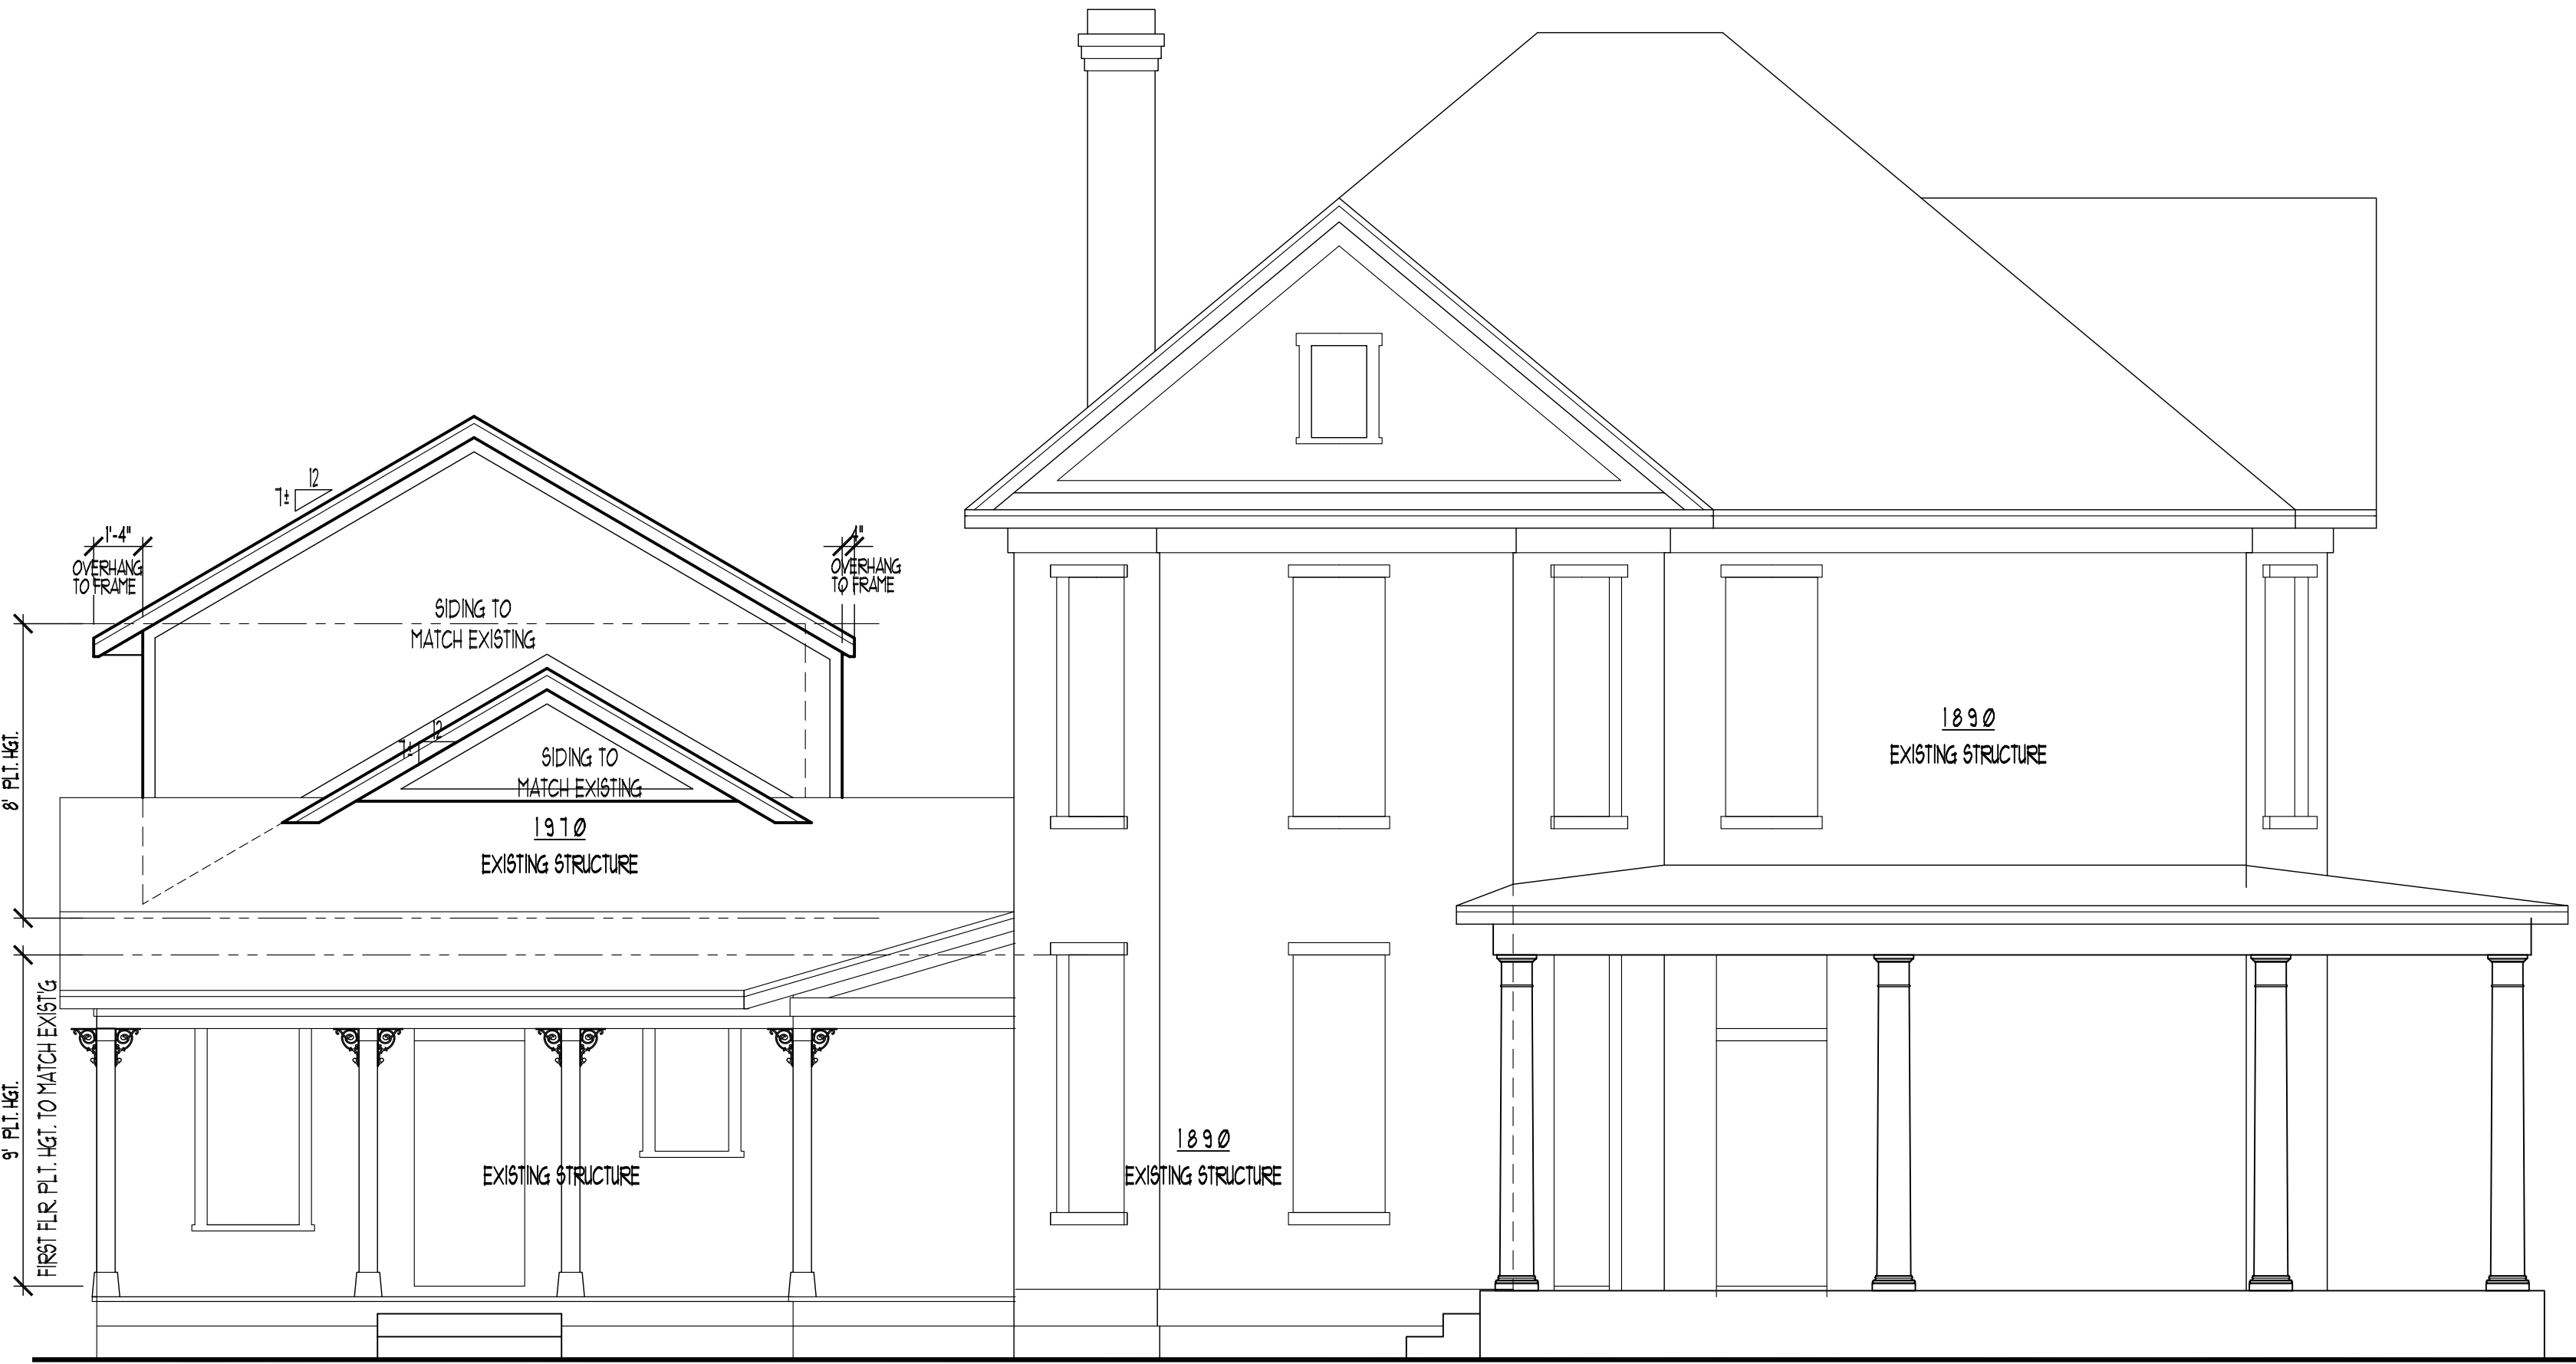 12
7±
1'-4"
OVERHANG
TO FRAME
4"
OVERHANG
TO FRAME
SIDING TO
MATCH EXISTING
12
7±
SIDING TO
MATCH EXISTING
1970
EXISTING STRUCTURE
8' PLT. HGT.
9' PLT. HGT.
FIRST FLR. PLT. HGT. TO MATCH EXIST'G
EXISTING STRUCTURE
1890
EXISTING STRUCTURE
1890
EXISTING STRUCTURE